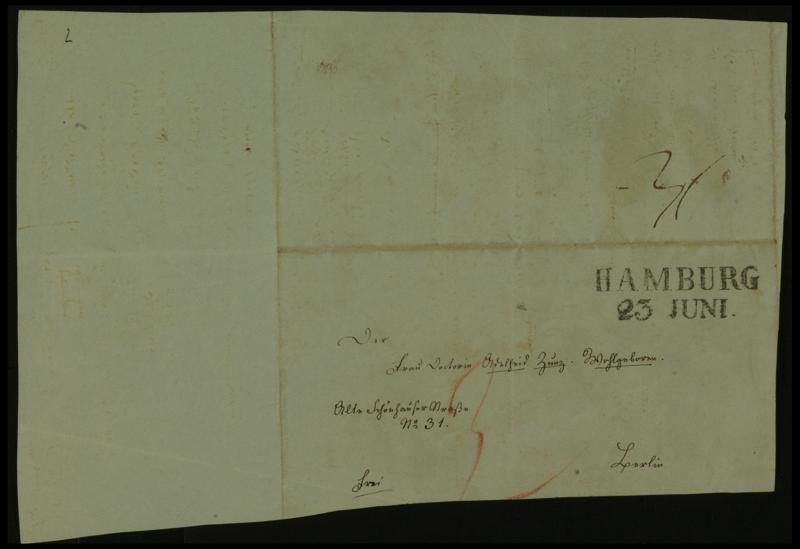 2
HAMBURG
23 JUNI.
Der
Frau Doctorin Adelheid Zunz. Wohlgeboren.
Alte Schönhauser Straße
No 31.
Berlin
Frei